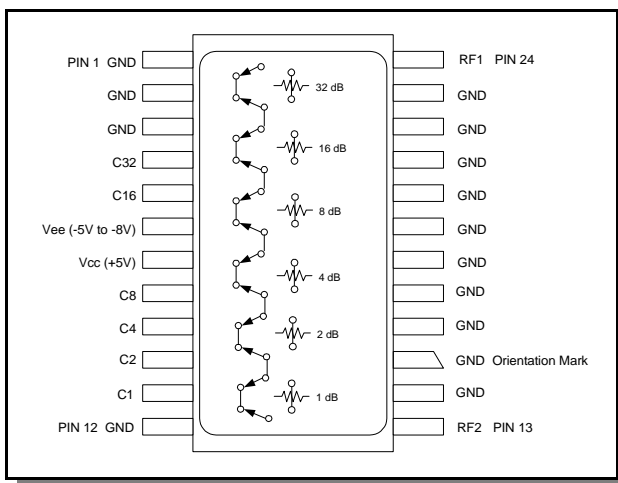 PIN 1 GND
GND
GND
C32
C16
Vee (-5V to -8V)
Vcc (+5V)
C8
C4
C2
C1
PIN 12 GND
32 dB
16 dB
8 dB
4 dB
2 dB
1 dB
RF1 PIN 24
GND
GND
GND
GND
GND
GND
GND
GND
GND Orientation Mark
GND
RF2 PIN 13